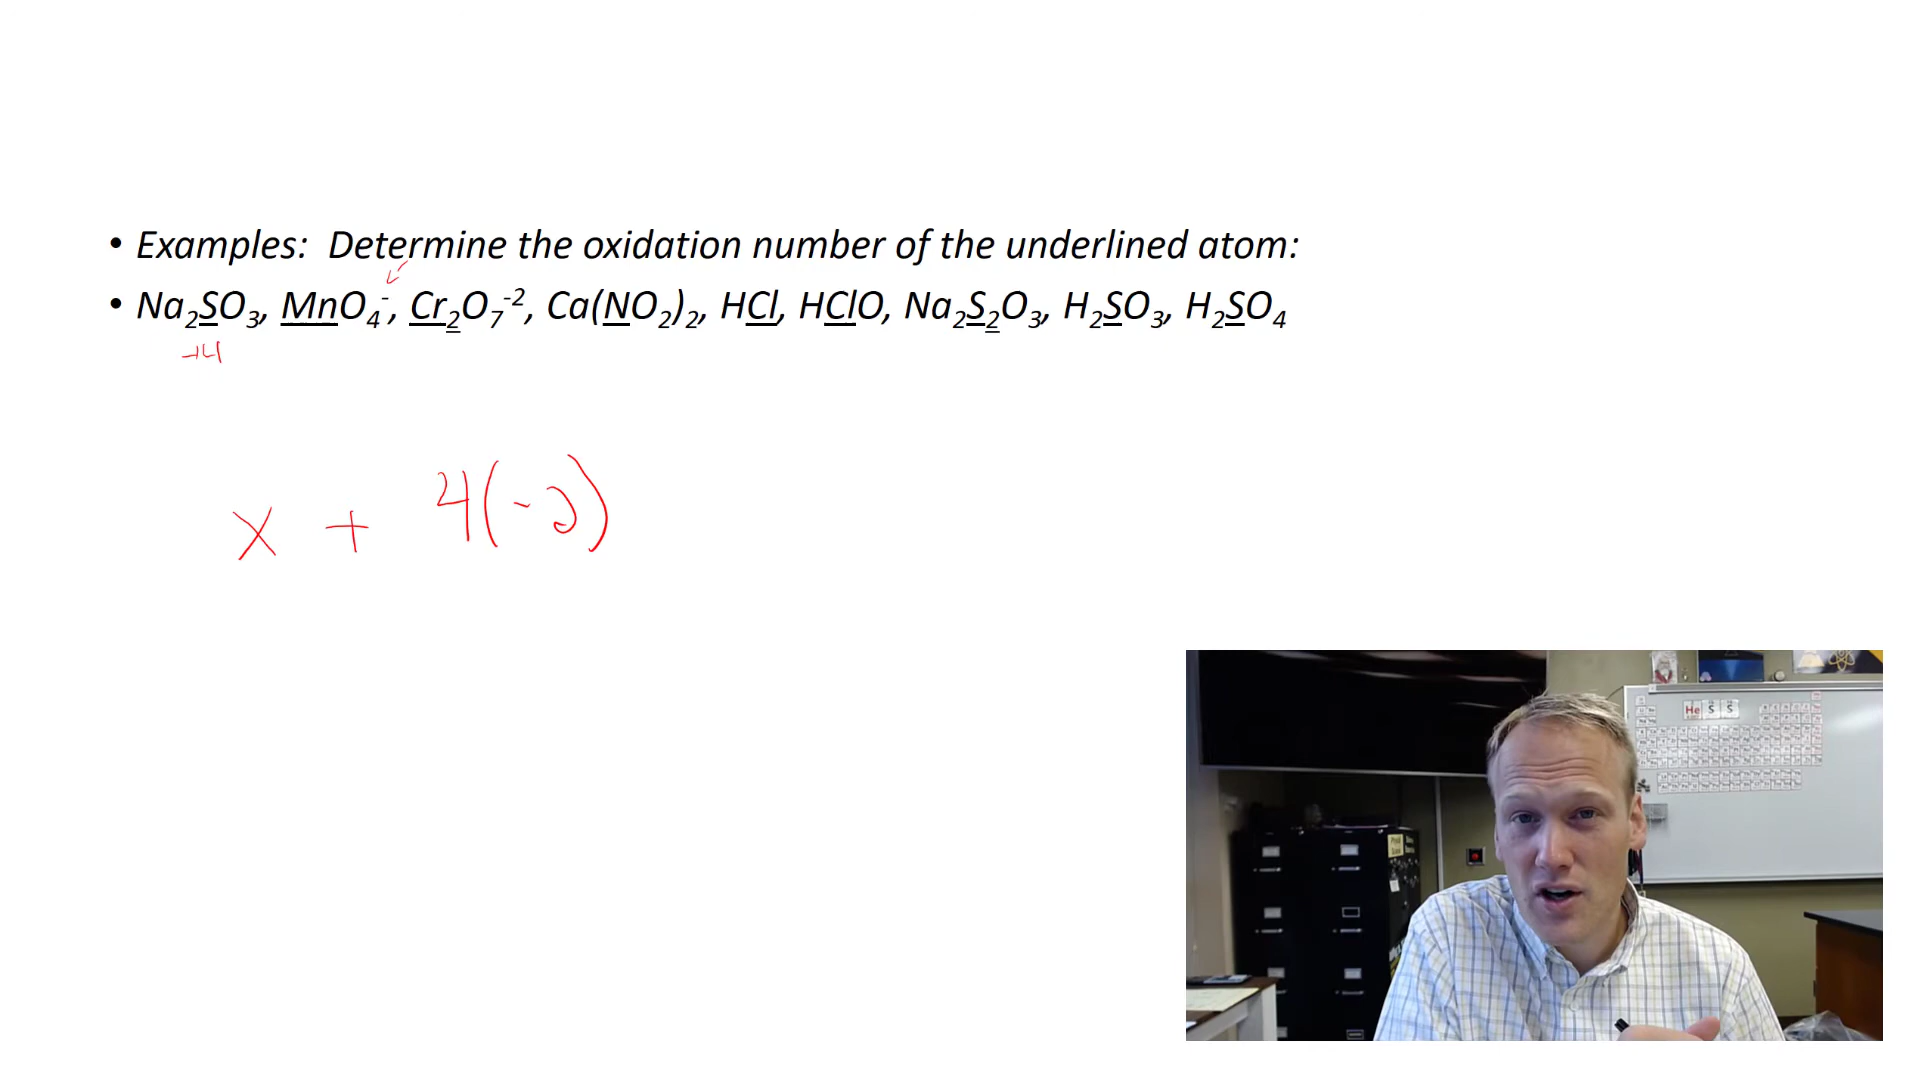 • Examples: Determine the oxidation number of the underlined atom:
• Na₂SO₃, MnO₄⁻, Cr₂O₇⁻², Ca(NO₂)₂, HCl, HClO, Na₂S₂O₃, H₂SO₃, H₂SO₄
+4
x + 4(-2)
He S S